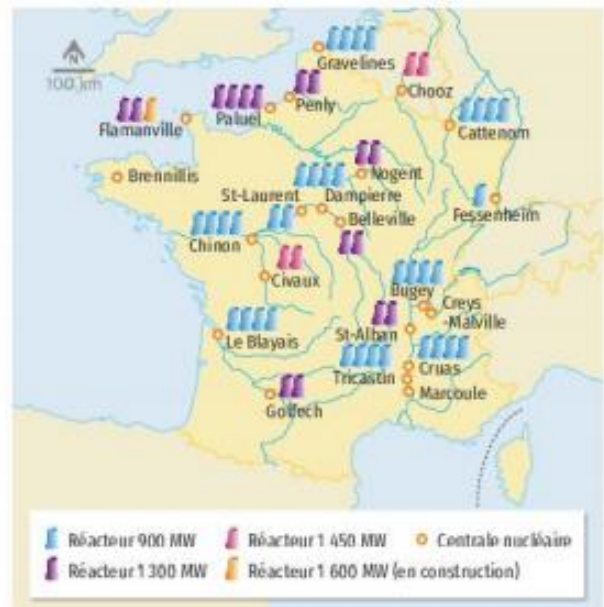 N
100 km
Gravelines
Chooz
Penly
Paluel
Flamanville
Cattenom
Brennillis
Nogent
St-Laurent
Dampierre
Belleville
Fessenheim
Chinon
Civaux
Bugey
Creys
-Malville
St-Alban
Le Blayais
Cruas
Tricastin
Marcoule
Golfech
Réacteur 900 MW
Réacteur 1 450 MW
Centrale nucléaire
Réacteur 1 300 MW
Réacteur 1 600 MW (en construction)